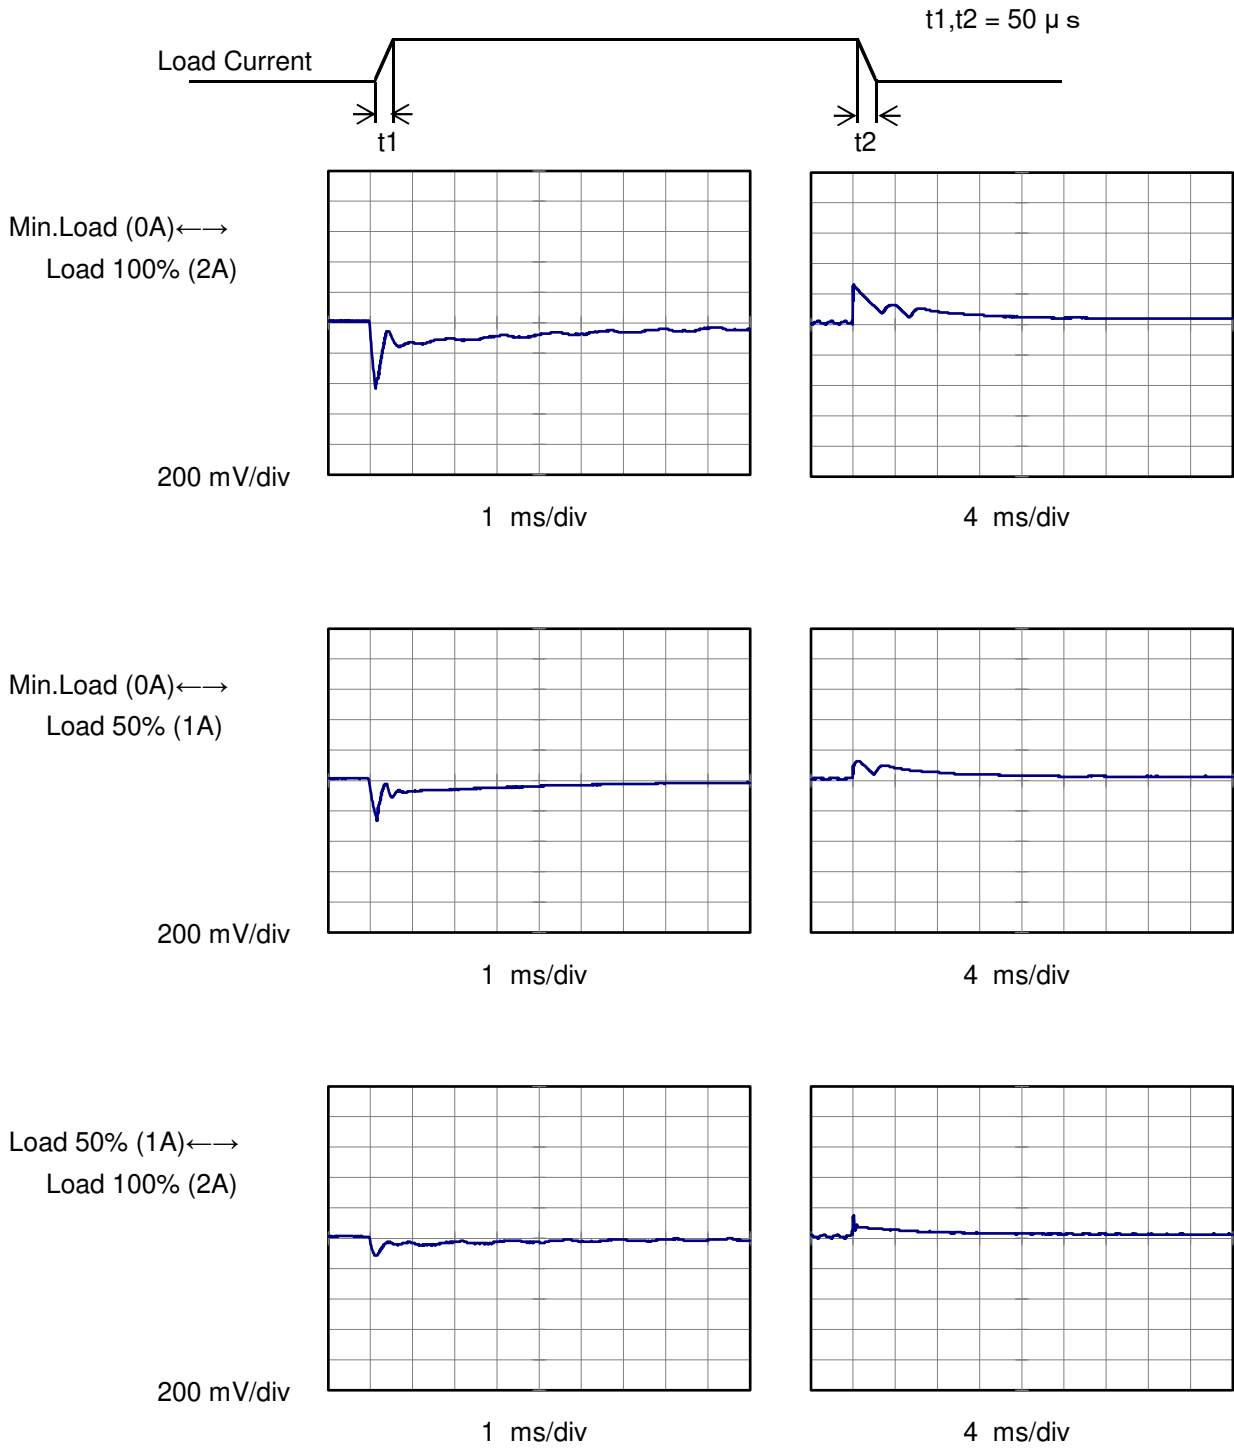 t1,t2 = 50 μ s
Load Current
t1
t2
Min.Load (0A)←→
Load 100% (2A)
200 mV/div
1 ms/div
4 ms/div
Min.Load (0A)←→
Load 50% (1A)
200 mV/div
1 ms/div
4 ms/div
Load 50% (1A)←→
Load 100% (2A)
200 mV/div
1 ms/div
4 ms/div